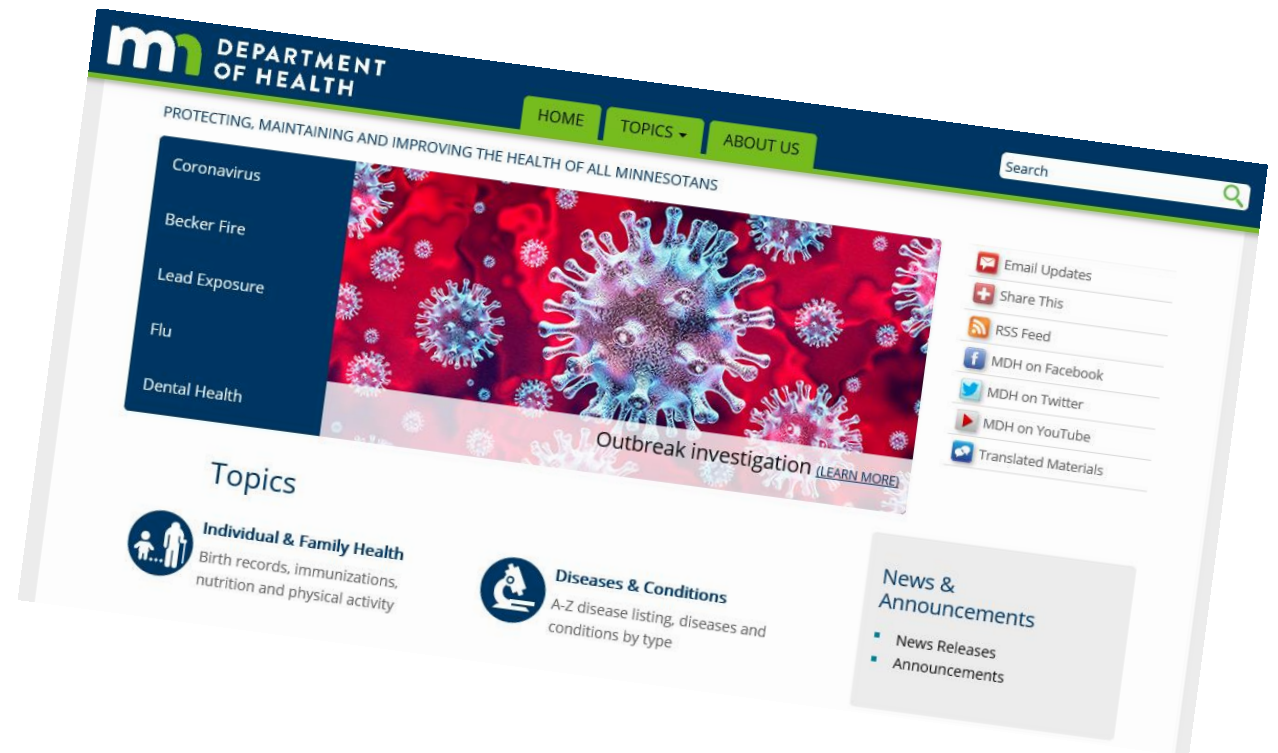 mn DEPARTMENT
OF HEALTH
HOME
TOPICS
ABOUT US
Search
PROTECTING, MAINTAINING AND IMPROVING THE HEALTH OF ALL MINNESOTANS
Coronavirus
Becker Fire
Lead Exposure
Flu
Dental Health
Outbreak investigation (LEARN MORE)
Email Updates
Share This
RSS Feed
MDH on Facebook
MDH on Twitter
MDH on YouTube
Translated Materials
Topics
Individual & Family Health
Birth records, immunizations,
nutrition and physical activity
Diseases & Conditions
A-Z disease listing, diseases and
conditions by type
News &
Announcements
News Releases
Announcements